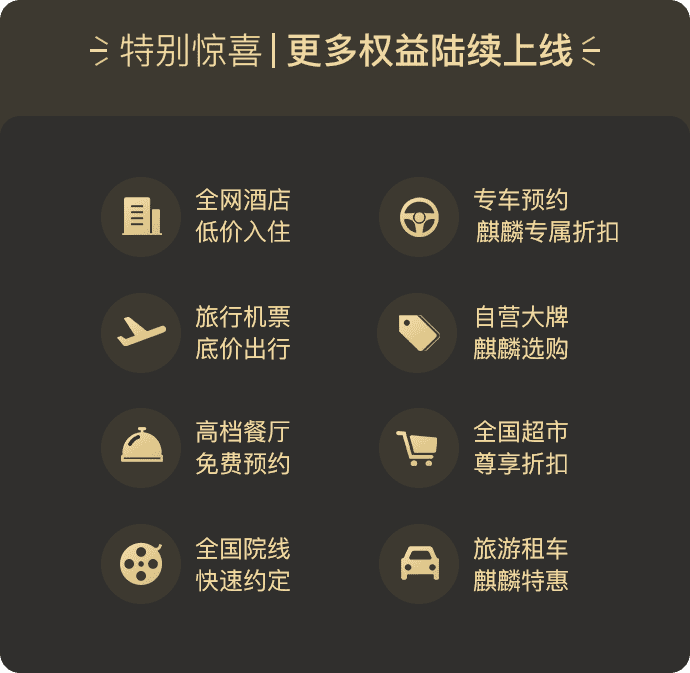 特别惊喜|更多权益陆续上线
全网酒店
低价入住
专车预约
麒麟专属折扣
旅行机票
底价出行
自营大牌
麒麟选购
高档餐厅
免费预约
全国超市
尊享折扣
全国院线
快速约定
旅游租车
麒麟特惠